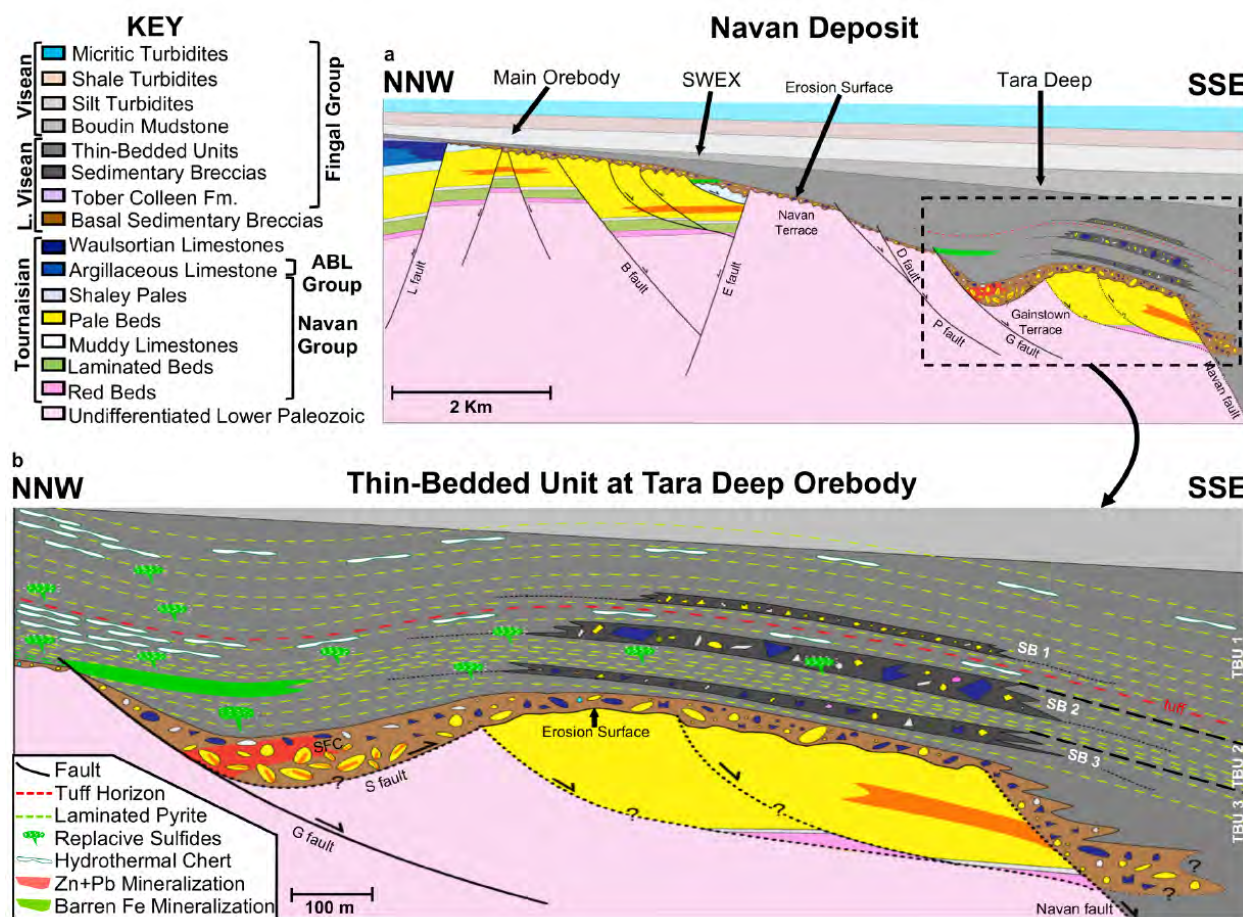 KEY
Micritic Turbidites
Shale Turbidites
Silt Turbidites
Boudin Mudstone
Thin-Bedded Units
Sedimentary Breccias
Tober Colleen Fm.
Basal Sedimentary Breccias
Waulsortian Limestones
Argillaceous Limestone
Shaley Pales
Pale Beds
Muddy Limestones
Laminated Beds
Red Beds
Undifferentiated Lower Paleozoic
Visean
L. Visean
Tournaisian
Fingal Group
ABL
Group
Navan
Group
Navan Deposit
a
NNW
Main Orebody
SWEX
Erosion Surface
Tara Deep
SSE
L fault
B fault
E fault
Navan
Terrace
D fault
P fault
G fault
Gainstown
Terrace
Navan fault
2 Km
b
NNW
Thin-Bedded Unit at Tara Deep Orebody
SSE
SB 1
TBU 1
tuff
SB 2
TBU 2
SB 3
TBU 3
Erosion Surface
SFC
?
S fault
G fault
?
?
?
?
?
Navan fault
100 m
Fault
Tuff Horizon
Laminated Pyrite
Replacive Sulfides
Hydrothermal Chert
Zn+Pb Mineralization
Barren Fe Mineralization